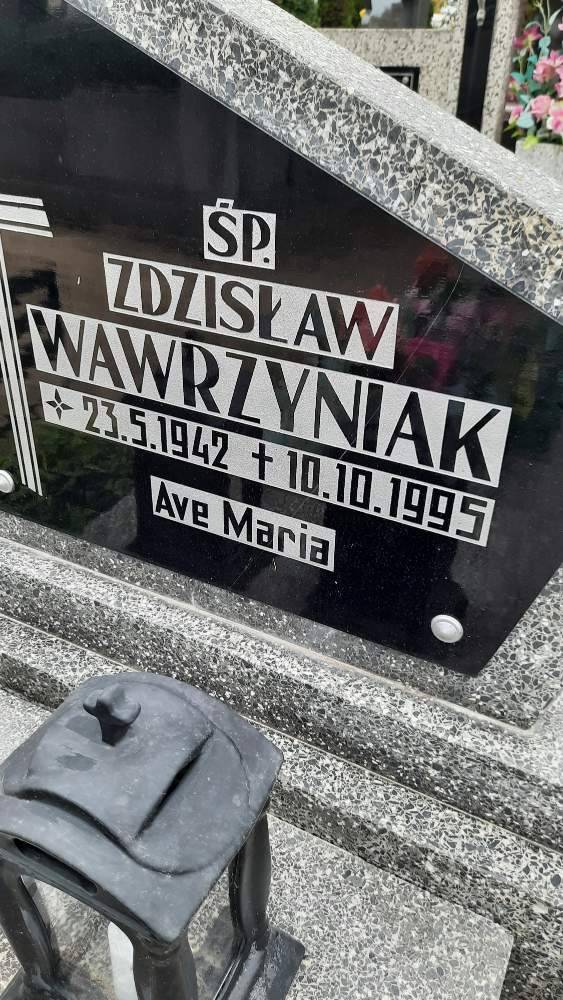 ŚP.
ZDZISŁAW
WAWRZYNIAK
23.5.1942 ✝ 10.10.1995
Ave Maria